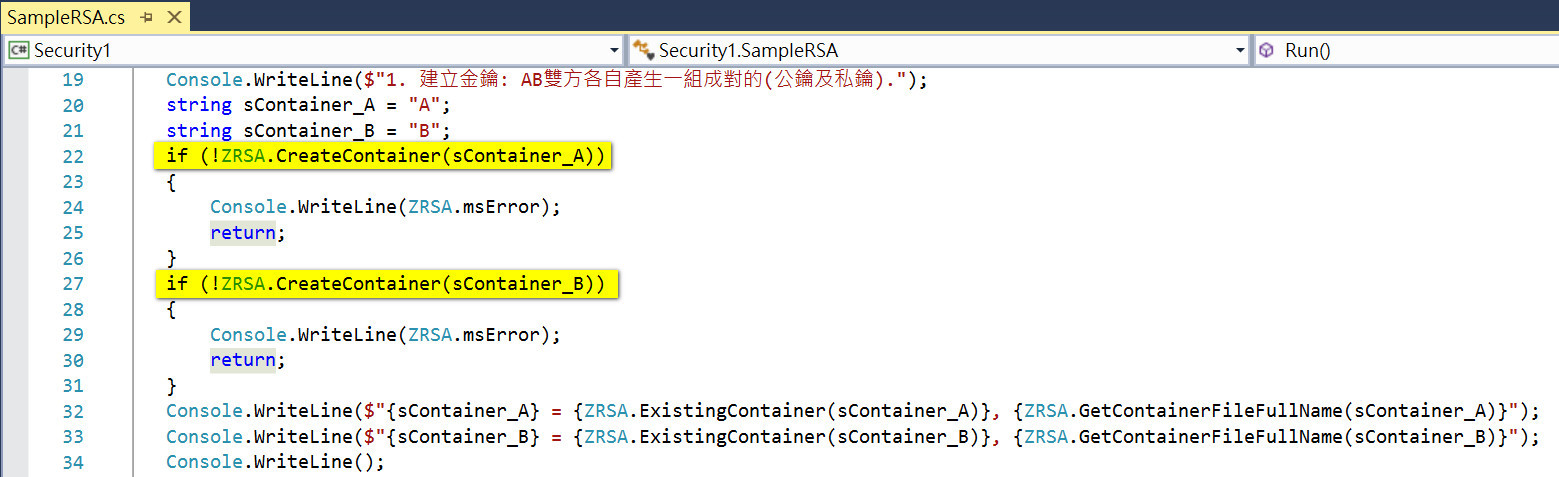 SampleRSA.cs
C# Security1 Security1.SampleRSA Run()
19 Console.WriteLine($"1. 建立金鑰: AB雙方各自產生一組成對的(公鑰及私鑰).");
20 string sContainer_A = "A";
21 string sContainer_B = "B";
22 if (!ZRSA.CreateContainer(sContainer_A))
23 {
24 Console.WriteLine(ZRSA.msError);
25 return;
26 }
27 if (!ZRSA.CreateContainer(sContainer_B))
28 {
29 Console.WriteLine(ZRSA.msError);
30 return;
31 }
32 Console.WriteLine($"{sContainer_A} = {ZRSA.ExistingContainer(sContainer_A)}, {ZRSA.GetContainerFileFullName(sContainer_A)}");
33 Console.WriteLine($"{sContainer_B} = {ZRSA.ExistingContainer(sContainer_B)}, {ZRSA.GetContainerFileFullName(sContainer_B)}");
34 Console.WriteLine();